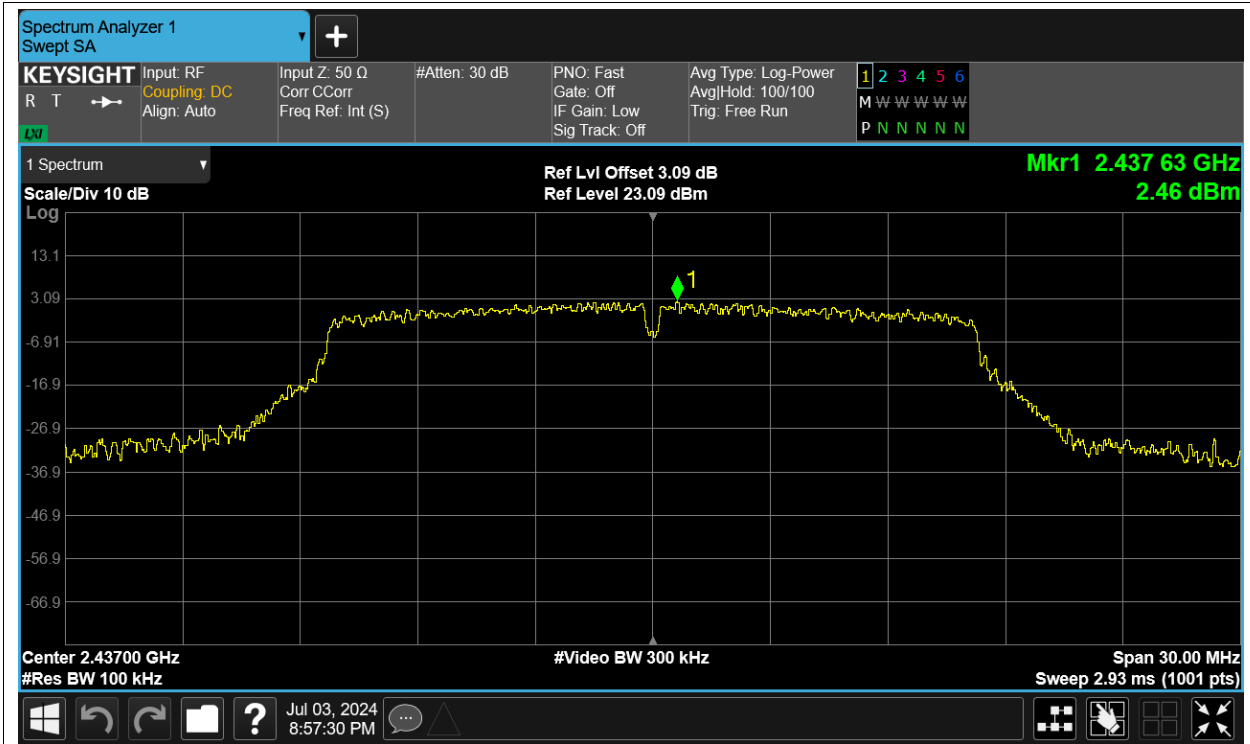 Spectrum Analyzer 1
Swept SA
+
KEYSIGHT
R T
LXI
Input: RF
Coupling: DC
Align: Auto
Input Z: 50 Ω
Corr CCorr
Freq Ref: Int (S)
#Atten: 30 dB
PNO: Fast
Gate: Off
IF Gain: Low
Sig Track: Off
Avg Type: Log-Power
Avg|Hold: 100/100
Trig: Free Run
1 2 3 4 5 6
M W W W W W
P N N N N N
1 Spectrum
Scale/Div 10 dB
Log
Ref Lvl Offset 3.09 dB
Ref Level 23.09 dBm
Mkr1 2.437 63 GHz
2.46 dBm
13.1
3.09
-6.91
-16.9
-26.9
-36.9
-46.9
-56.9
-66.9
1
Center 2.43700 GHz
#Res BW 100 kHz
#Video BW 300 kHz
Span 30.00 MHz
Sweep 2.93 ms (1001 pts)
?
Jul 03, 2024
8:57:30 PM